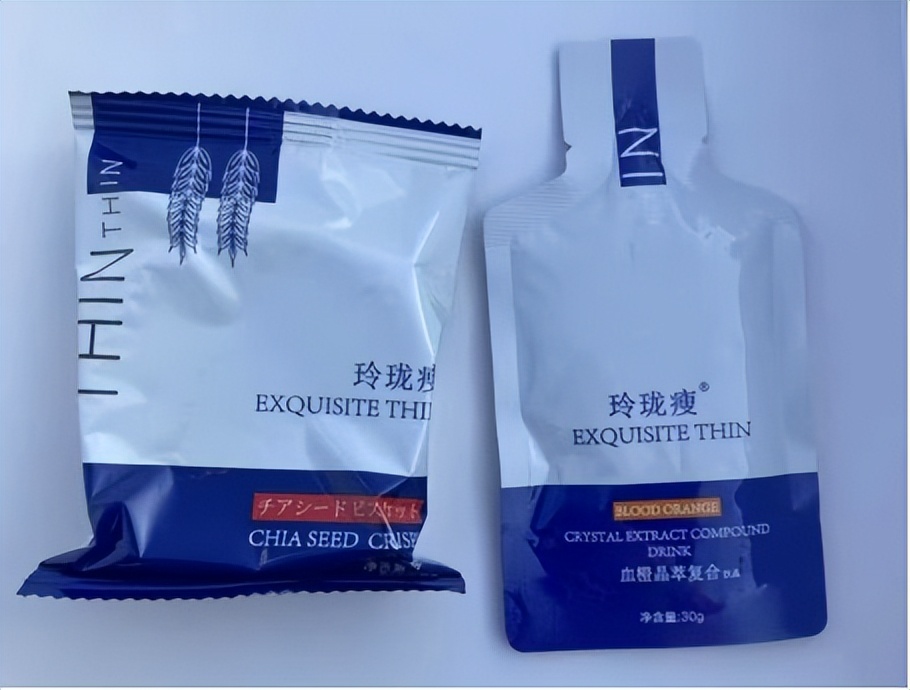 THIN THIN
玲珑瘦
EXQUISITE THIN
チアシードビスケット
CHIA SEED CRISP
IN
玲珑瘦®
EXQUISITE THIN
BLOOD ORANGE
CRYSTAL EXTRACT COMPOUND
DRINK
血橙晶萃复合饮品
净含量:30g